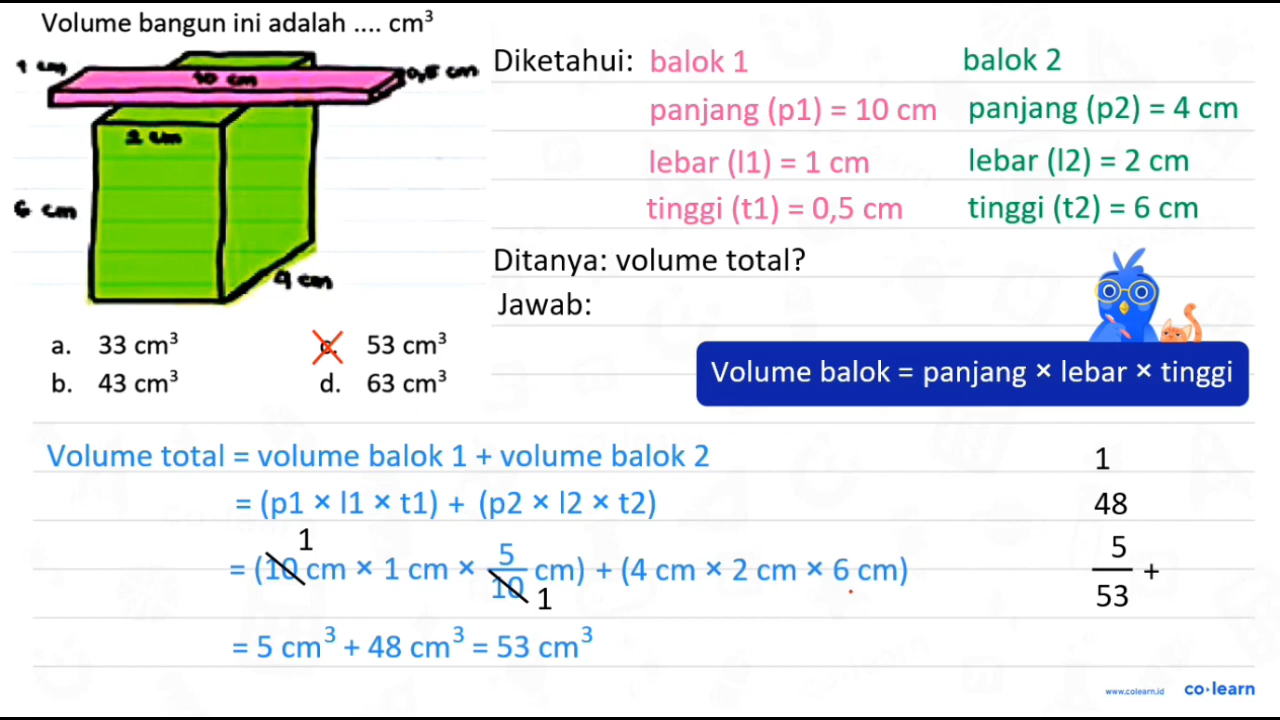 Volume bangun ini adalah .... cm³
1 cm
10 cm
0,5 cm
2 cm
6 cm
4 cm
a. 33 cm³
c. 53 cm³
b. 43 cm³
d. 63 cm³
Diketahui:
balok 1
panjang (p1) = 10 cm
lebar (l1) = 1 cm
tinggi (t1) = 0,5 cm
balok 2
panjang (p2) = 4 cm
lebar (l2) = 2 cm
tinggi (t2) = 6 cm
Ditanya: volume total?
Jawab:
Volume balok = panjang × lebar × tinggi
Volume total = volume balok 1 + volume balok 2
= (p1 × l1 × t1) + (p2 × l2 × t2)
1
= (10 cm × 1 cm × 5/10 cm) + (4 cm × 2 cm × 6 cm)
1
= 5 cm³ + 48 cm³ = 53 cm³
1
48
5
+
53
www.colearn.id
co·learn